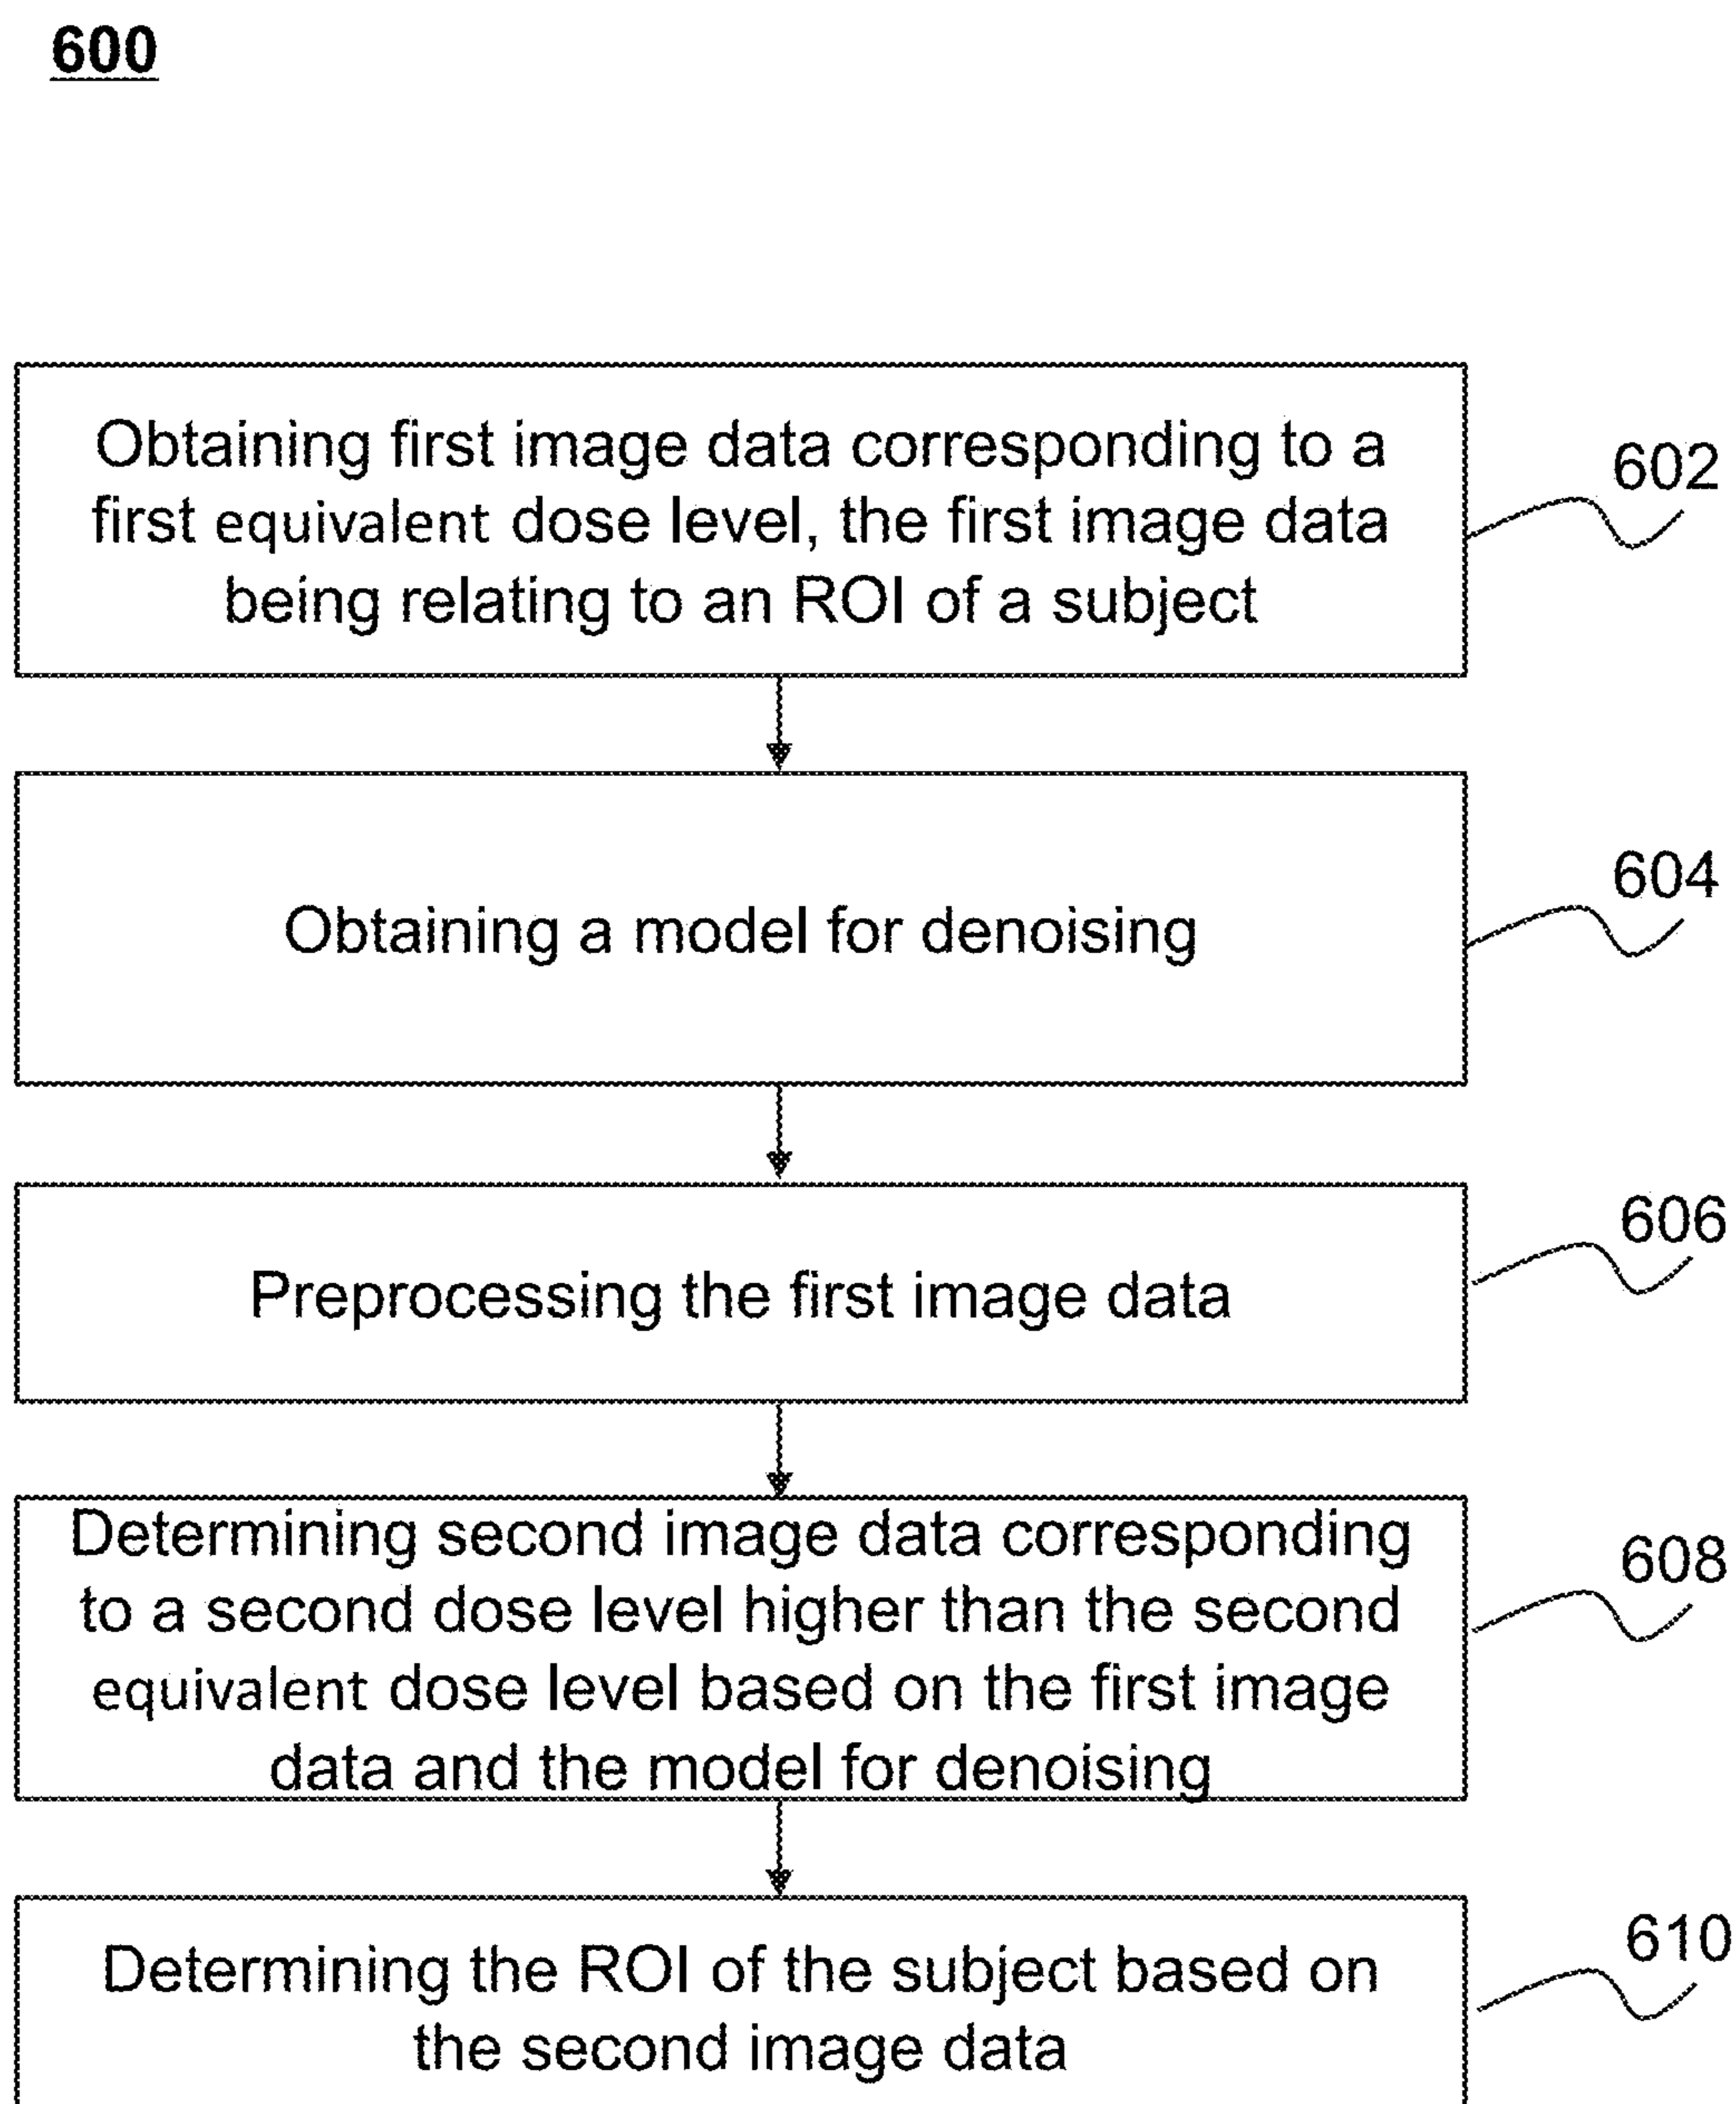 600
Obtaining first image data corresponding to a
first equivalent dose level, the first image data
being relating to an ROI of a subject
602
Obtaining a model for denoising
604
Preprocessing the first image data
606
Determining second image data corresponding
to a second dose level higher than the second
equivalent dose level based on the first image
data and the model for denoising
608
Determining the ROI of the subject based on
the second image data
610